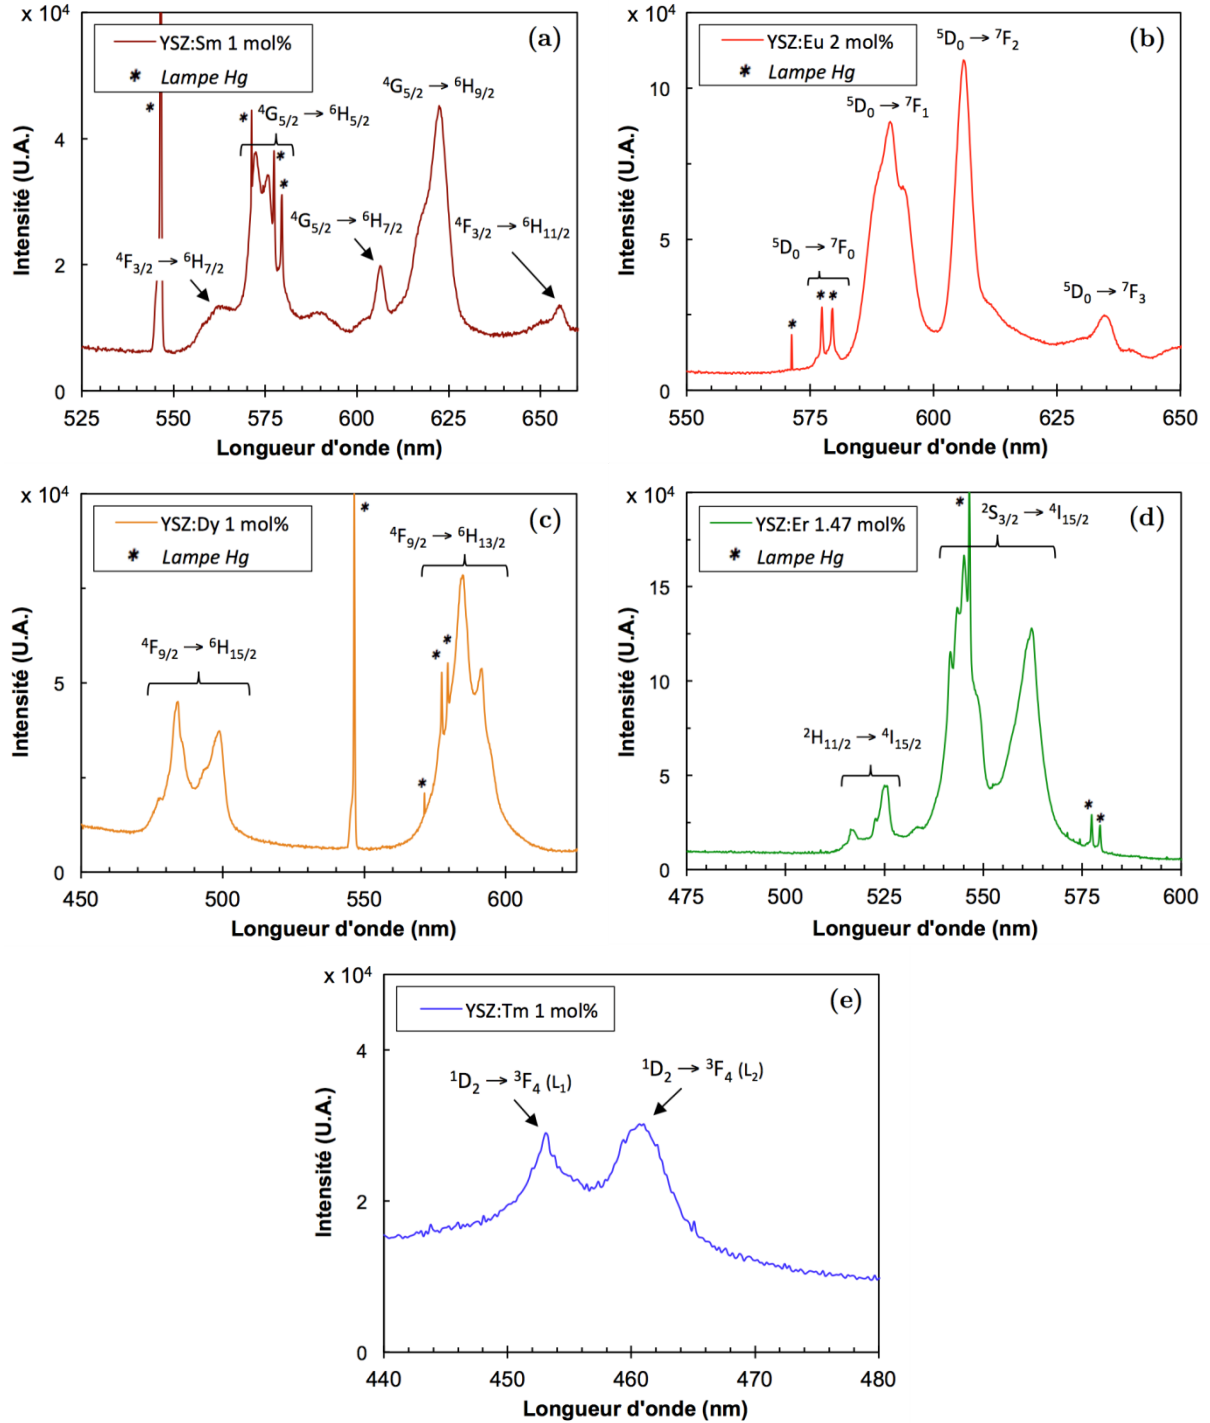 x 10⁴
YSZ:Sm 1 mol%
* Lampe Hg
(a)
*
*
*
*
⁴G₅/₂ → ⁶H₉/₂
⁴G₅/₂ → ⁶H₅/₂
⁴G₅/₂ → ⁶H₇/₂
⁴F₃/₂ → ⁶H₁₁/₂
⁴F₃/₂ → ⁶H₇/₂
Intensité (U.A.)
4
2
0
525 550 575 600 625 650
Longueur d'onde (nm)
x 10⁴
YSZ:Eu 2 mol%
* Lampe Hg
(b)
⁵D₀ → ⁷F₂
⁵D₀ → ⁷F₁
⁵D₀ → ⁷F₀
⁵D₀ → ⁷F₃
*
*
*
Intensité (U.A.)
10
5
0
550 575 600 625 650
Longueur d'onde (nm)
x 10⁴
YSZ:Dy 1 mol%
* Lampe Hg
(c)
*
*
*
*
⁴F₉/₂ → ⁶H₁₃/₂
⁴F₉/₂ → ⁶H₁₅/₂
Intensité (U.A.)
5
0
450 500 550 600
Longueur d'onde (nm)
x 10⁴
YSZ:Er 1.47 mol%
* Lampe Hg
(d)
*
²S₃/₂ → ⁴I₁₅/₂
²H₁₁/₂ → ⁴I₁₅/₂
*
*
Intensité (U.A.)
15
10
5
0
475 500 525 550 575 600
Longueur d'onde (nm)
x 10⁴
YSZ:Tm 1 mol%
(e)
¹D₂ → ³F₄ (L₁)
¹D₂ → ³F₄ (L₂)
Intensité (U.A.)
4
2
0
440 450 460 470 480
Longueur d'onde (nm)